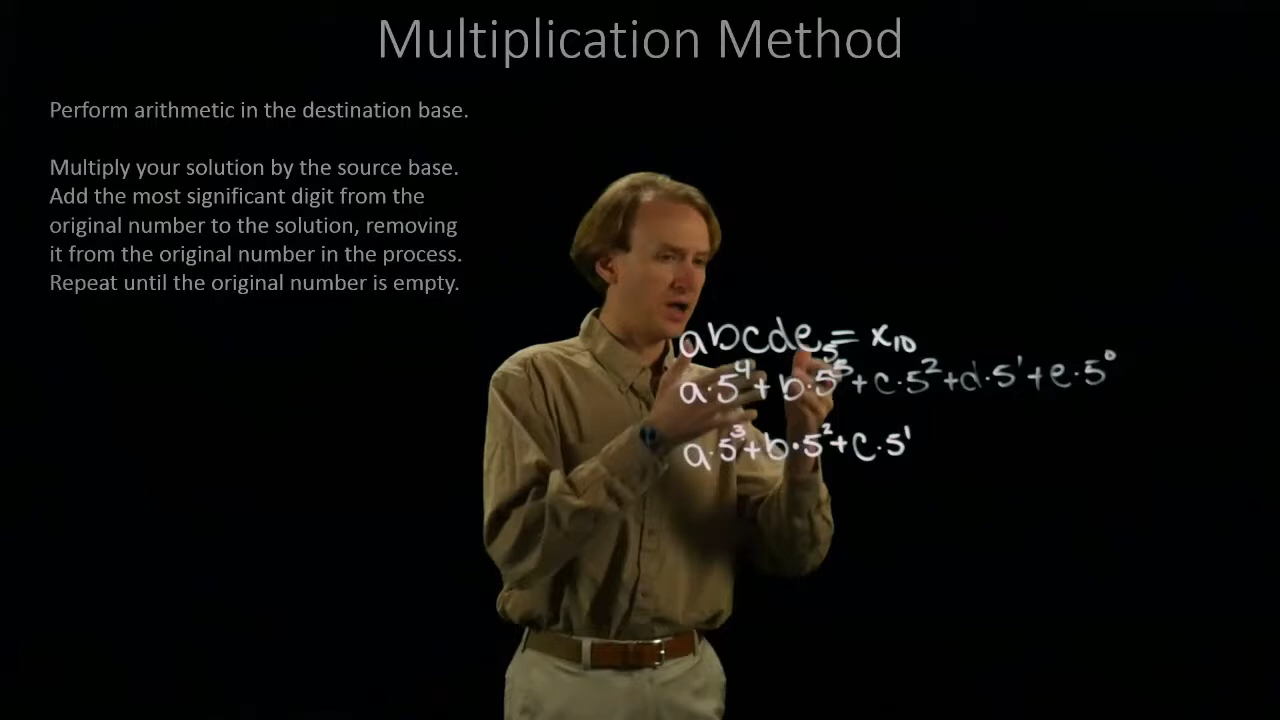 Multiplication Method
Perform arithmetic in the destination base.
Multiply your solution by the source base.
Add the most significant digit from the
original number to the solution, removing
it from the original number in the process.
Repeat until the original number is empty.
abcde₅ = x₁₀
a·5⁴+b·5³+c·5²+d·5¹+e·5⁰
a·5³+b·5²+c·5¹